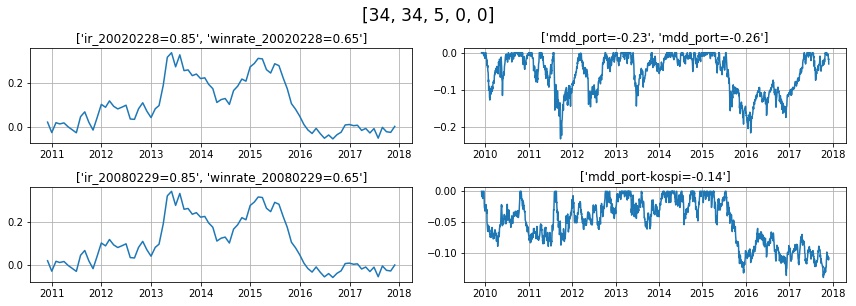 [34, 34, 5, 0, 0]
['ir_20020228=0.85', 'winrate_20020228=0.65']
0.2
0.0
2011 2012 2013 2014 2015 2016 2017 2018
['mdd_port=-0.23', 'mdd_port=-0.26']
0.0
−0.1
−0.2
2010 2011 2012 2013 2014 2015 2016 2017 2018
['ir_20080229=0.85', 'winrate_20080229=0.65']
0.2
0.0
2011 2012 2013 2014 2015 2016 2017 2018
['mdd_port-kospi=-0.14']
0.00
−0.05
−0.10
2010 2011 2012 2013 2014 2015 2016 2017 2018